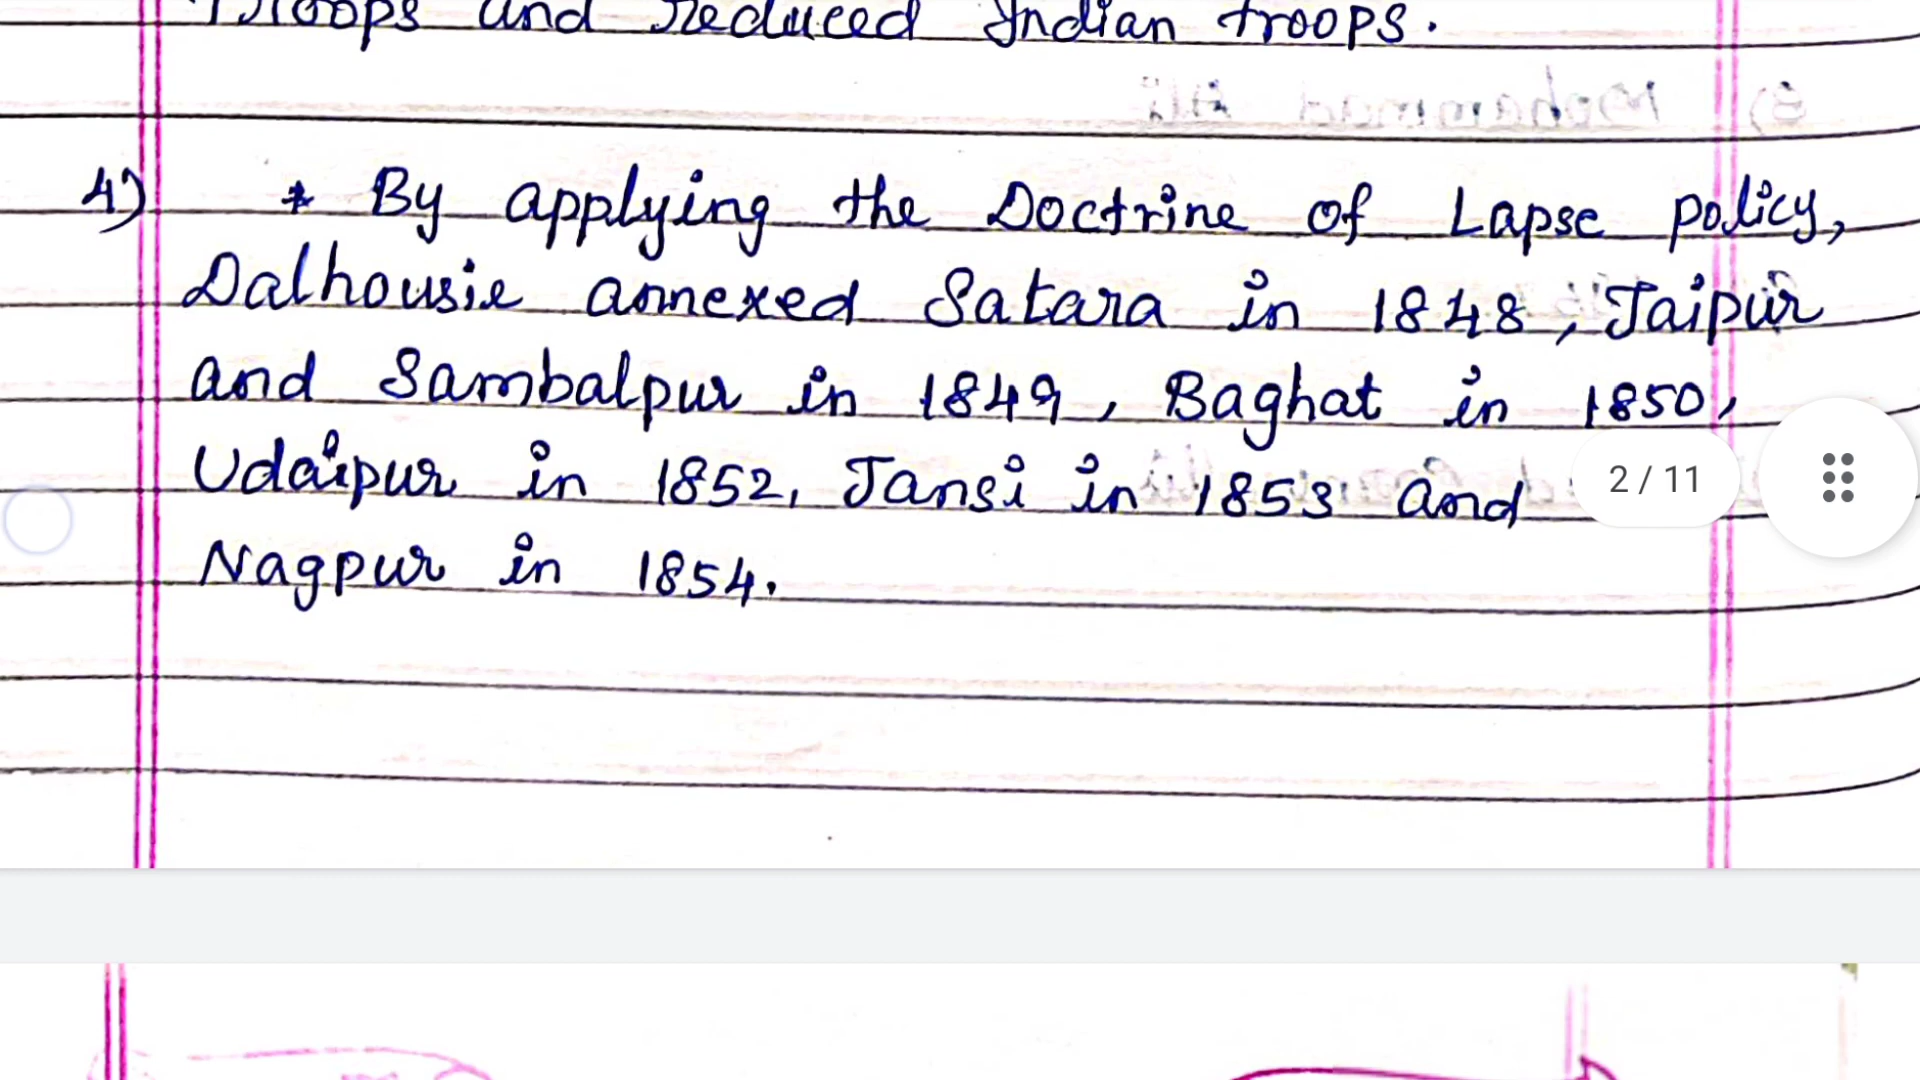 Troops and reduced Indian troops.
4) * By applying the Doctrine of Lapse policy,
Dalhousie annexed Satara in 1848, Jaipur
and Sambalpur in 1849, Baghat in 1850,
Udaipur in 1852, Jansi in 1853 and
2 / 11
Nagpur in 1854.